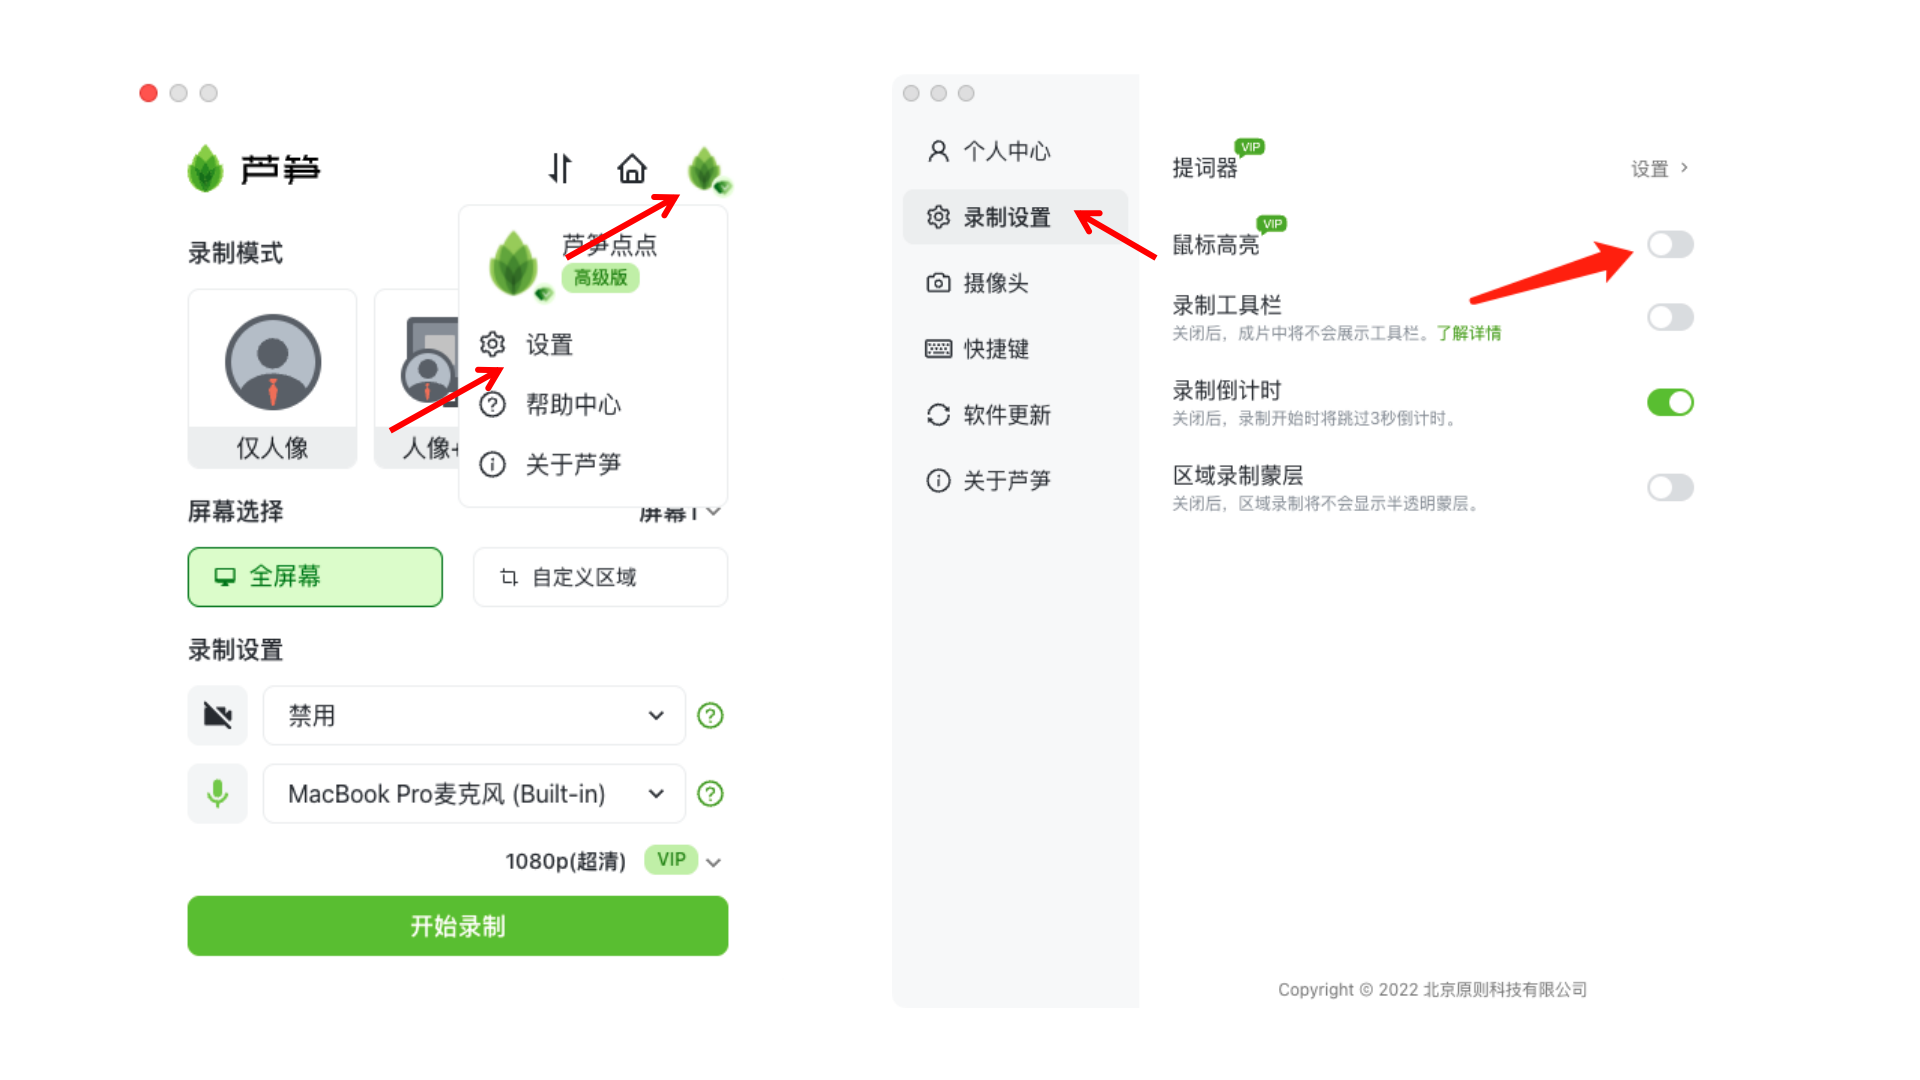 芦笋
录制模式
芦笋点点
高级版
设置
帮助中心
关于芦笋
仅人像
人像+
屏幕选择
屏幕1
全屏幕
自定义区域
录制设置
禁用
MacBook Pro麦克风 (Built-in)
1080p(超清) VIP
开始录制
个人中心
录制设置
摄像头
快捷键
软件更新
关于芦笋
提词器 VIP
设置
鼠标高亮 VIP
录制工具栏
关闭后，成片中将不会展示工具栏。了解详情
录制倒计时
关闭后，录制开始时将跳过3秒倒计时。
区域录制蒙层
关闭后，区域录制将不会显示半透明蒙层。
Copyright © 2022 北京原则科技有限公司